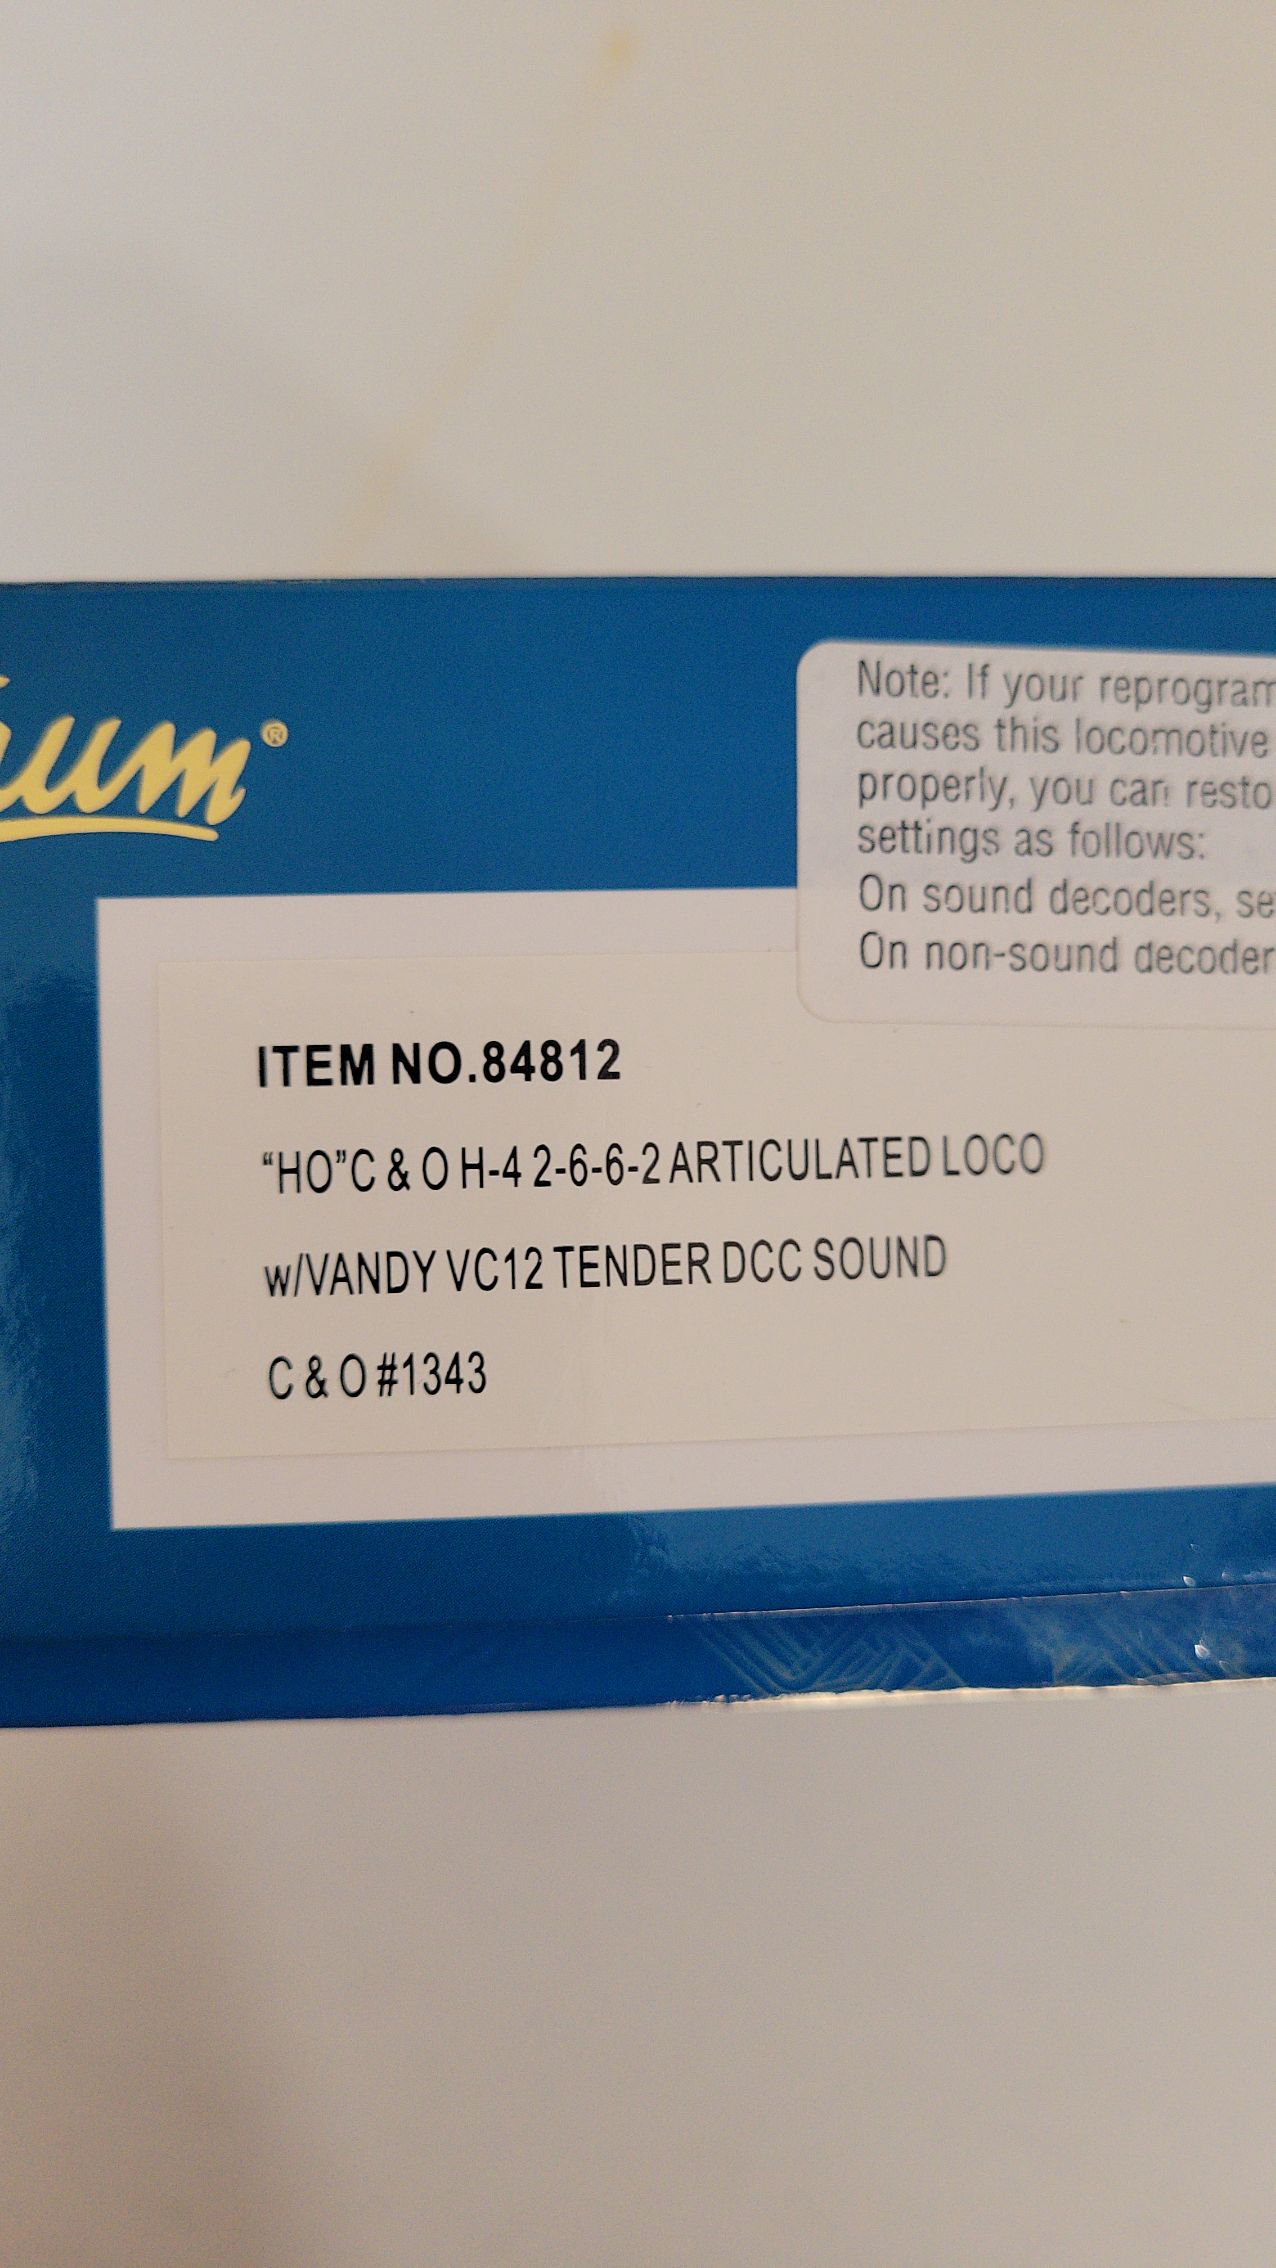 um®
Note: If your reprogram
causes this locomotive
properly, you can resto
settings as follows:
On sound decoders, se
On non-sound decoder
ITEM NO.84812
“HO”C & O H-4 2-6-6-2 ARTICULATED LOCO
w/VANDY VC12 TENDER DCC SOUND
C & O #1343